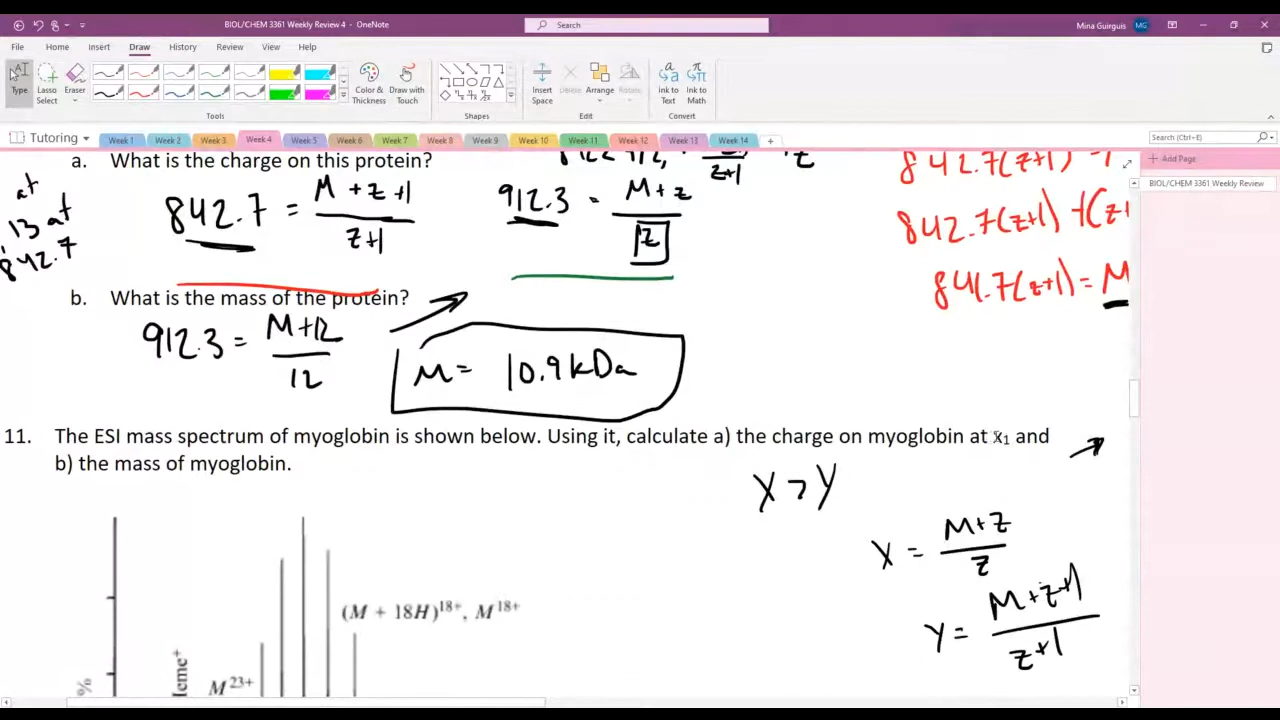 BIOL/CHEM 3361 Weekly Review 4 - OneNote
Search
Mina Guirguis MG
File Home Insert Draw History Review View Help
Type Lasso Select Eraser Color & Thickness Draw with Touch Insert Space Delete Arrange Rotate Ink to Text Ink to Math
Tools Shapes Edit Convert
Tutoring Week 1 Week 2 Week 3 Week 4 Week 5 Week 6 Week 7 Week 8 Week 9 Week 10 Week 11 Week 12 Week 13 Week 14 +
Search (Ctrl+E)
Add Page
BIOL/CHEM 3361 Weekly Review
a. What is the charge on this protein?
z+1
842.7(z+1)
at
13 at
842.7
842.7 = M+z+1 / z+1
912.3 = M+z / z
842.7(z+1) -(z+
841.7(z+1) = M
b. What is the mass of the protein?
912.3 = M+12 / 12
M = 10.9 kDa
11. The ESI mass spectrum of myoglobin is shown below. Using it, calculate a) the charge on myoglobin at x₁ and
b) the mass of myoglobin.
X > Y
X = M+z / z
Y = M+z+1 / z+1
(M + 18H)¹⁸⁺, M¹⁸⁺
M²³⁺
%